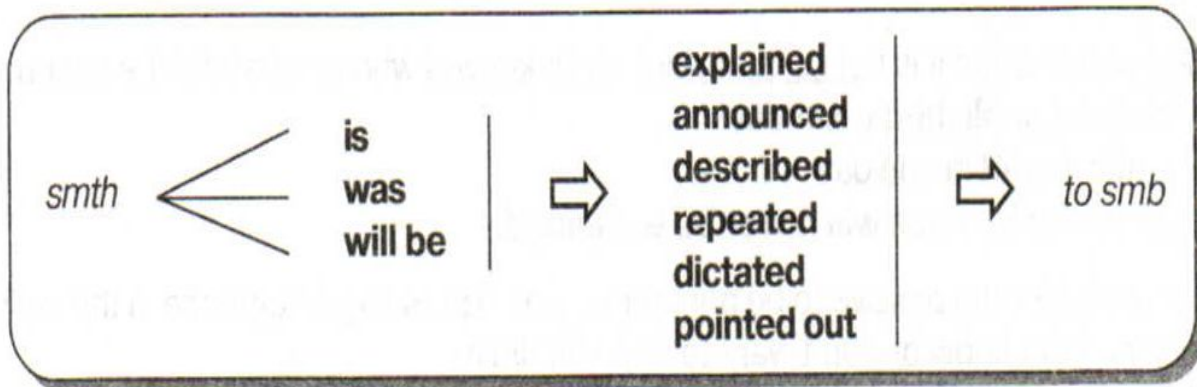 smth
is
was
will be
explained
announced
described
repeated
dictated
pointed out
to smb